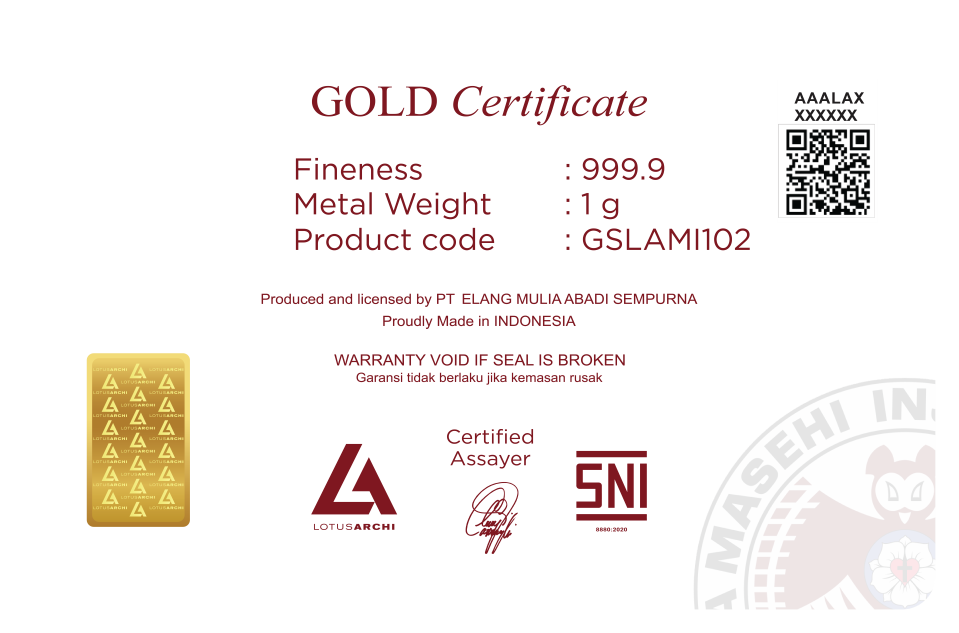 GOLD Certificate
AAALAX
XXXXXX
Fineness : 999.9
Metal Weight : 1 g
Product code : GSLAMI102
Produced and licensed by PT ELANG MULIA ABADI SEMPURNA
Proudly Made in INDONESIA
WARRANTY VOID IF SEAL IS BROKEN
Garansi tidak berlaku jika kemasan rusak
Certified
Assayer
LOTUSARCHI
SNI
8880:2020
A MASEHI IN
LOTUSARCHI